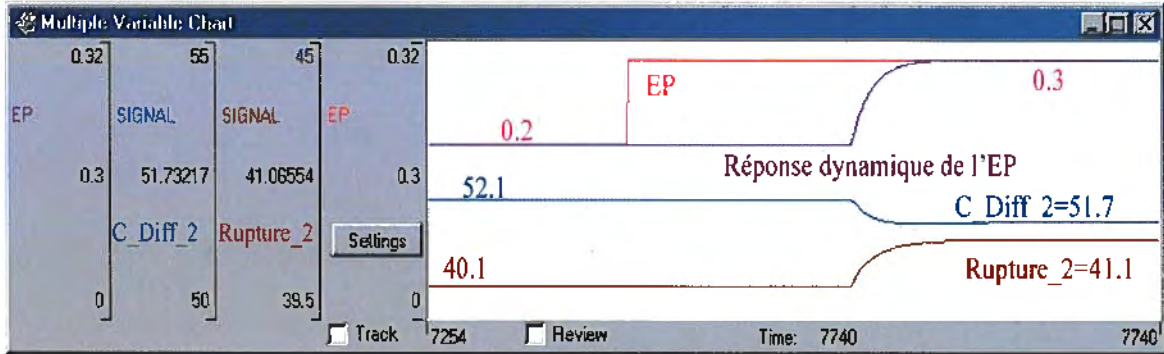 Multiple Variable Chart
0.32 55 45 0.32
EP SIGNAL SIGNAL EP
0.3 51.73217 41.06554 0.3
C_Diff_2 Rupture_2 Settings
0 50 39.5 0
EP
0.2
0.3
Réponse dynamique de l'EP
52.1
C_Diff_2=51.7
40.1
Rupture_2=41.1
Track 7254 Review Time: 7740 7740